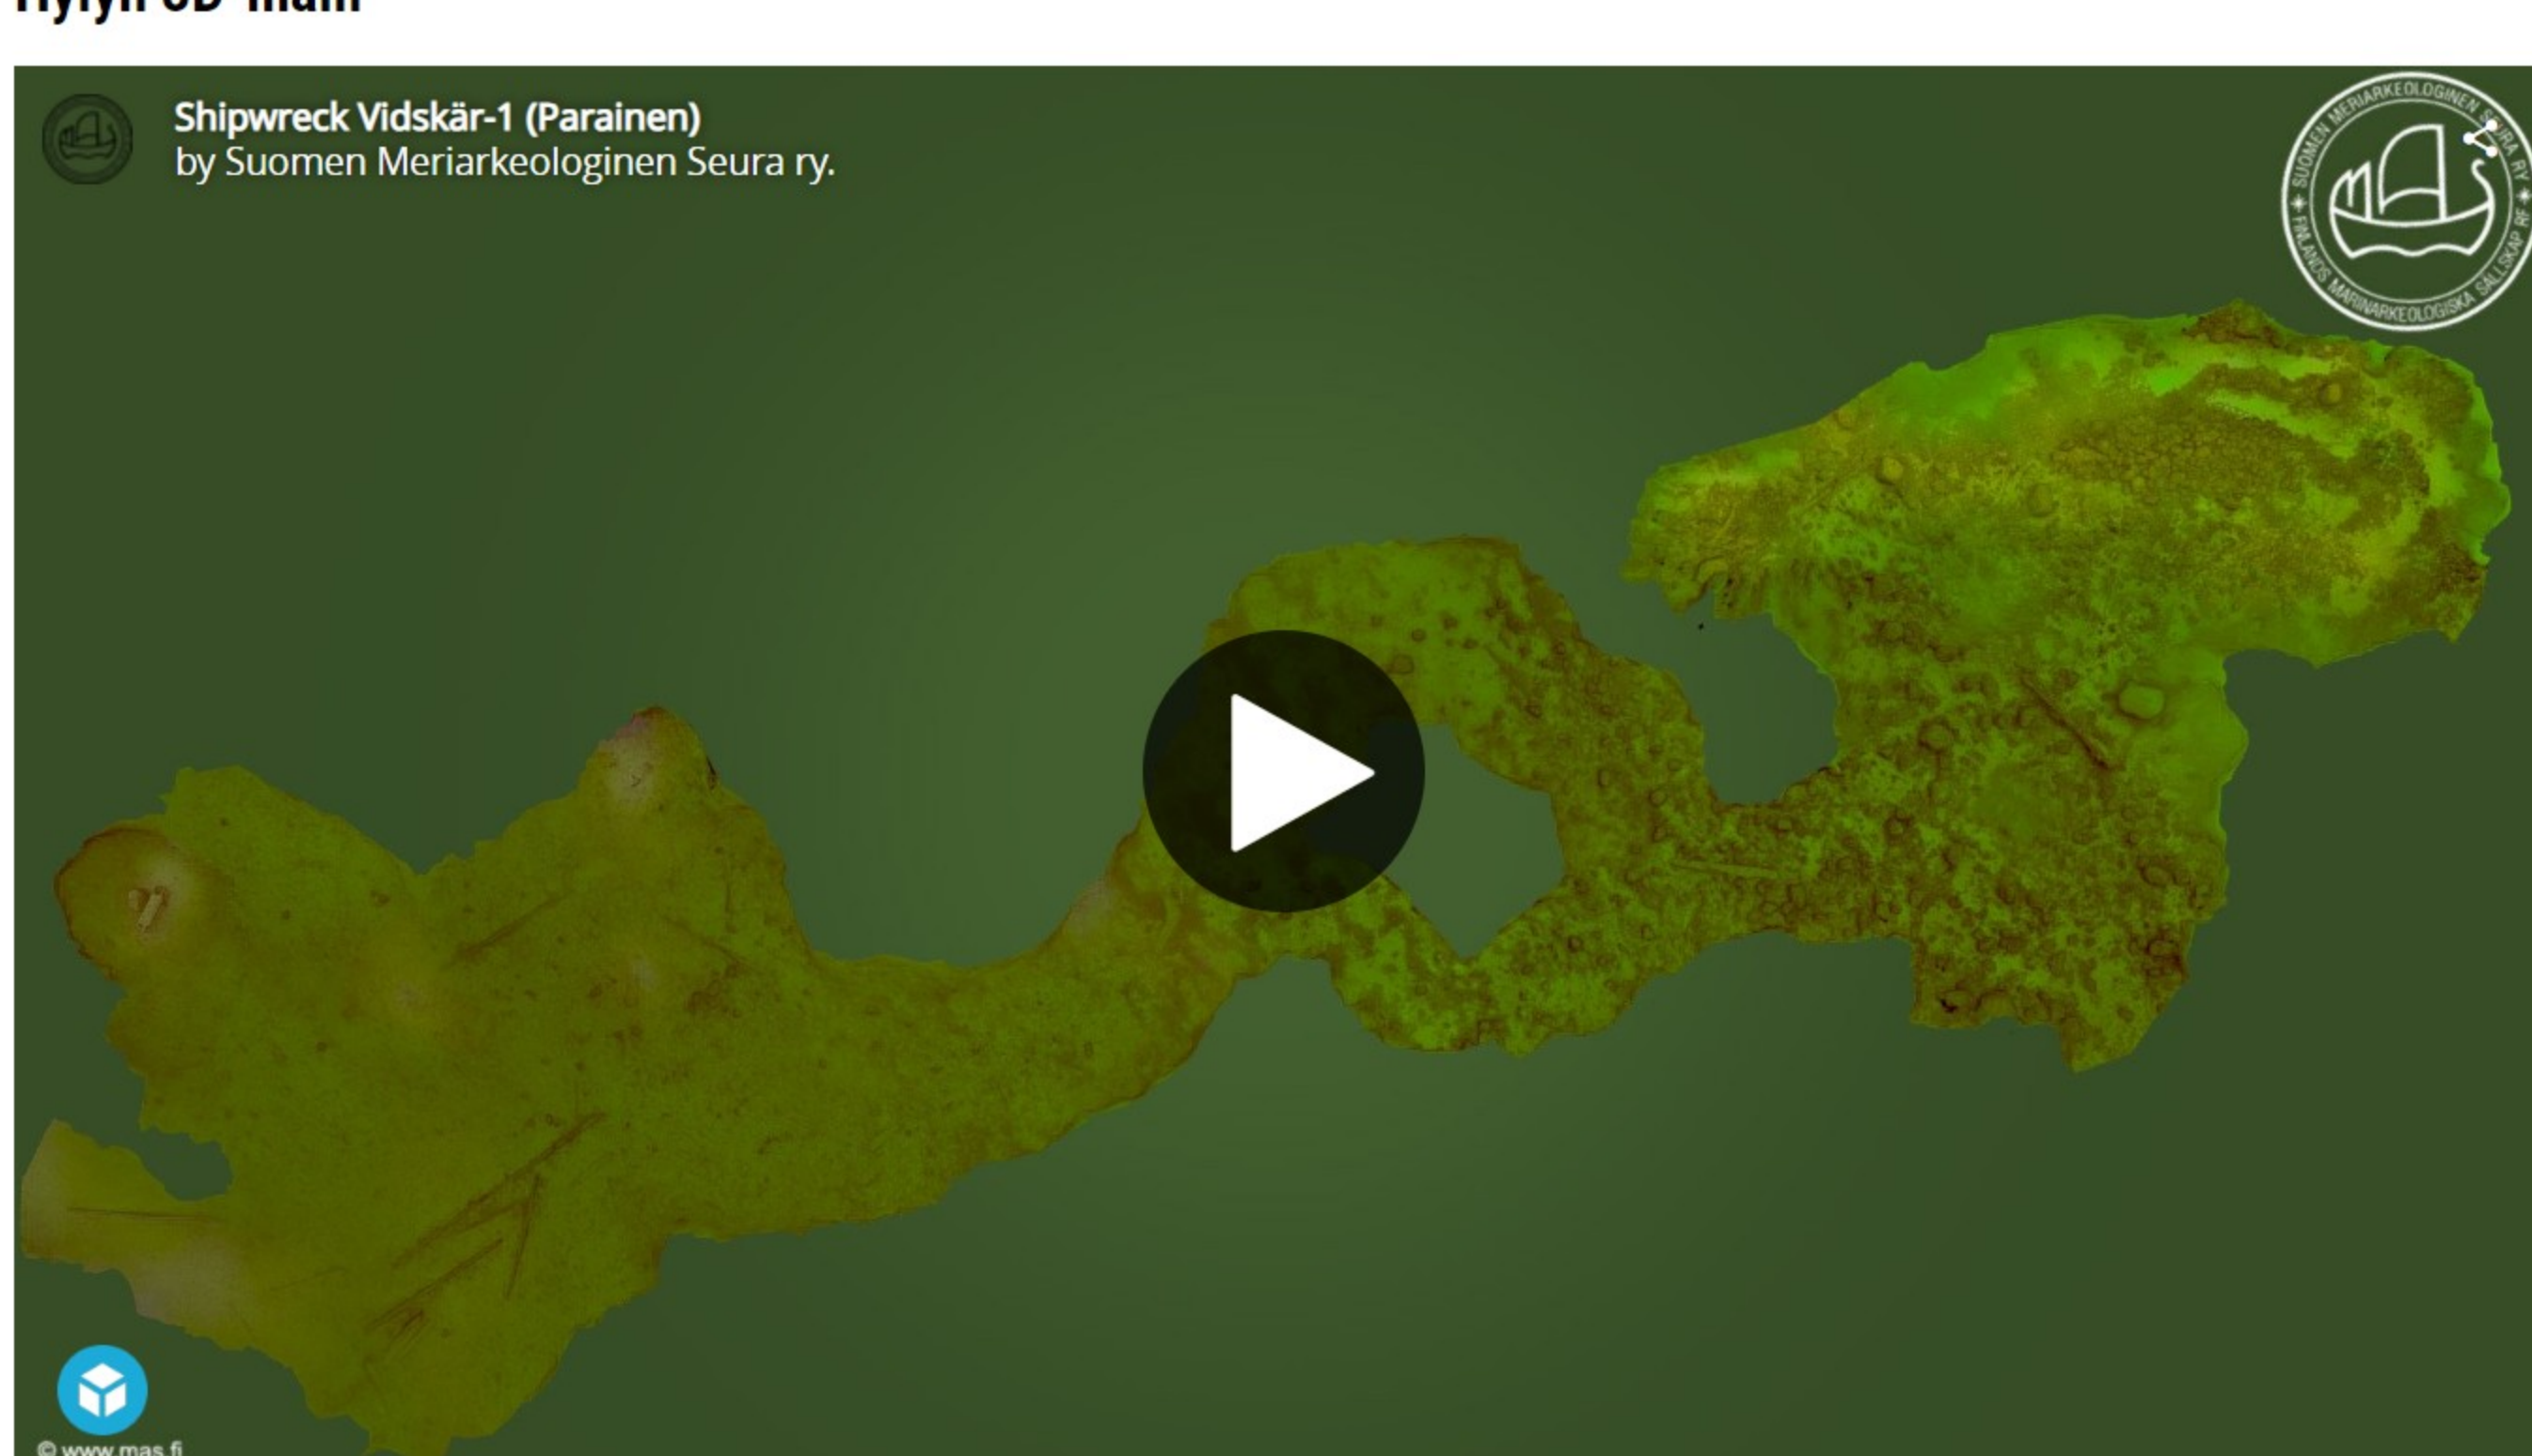 Shipwreck Vidskär-1 (Parainen)
by Suomen Meriarkeologinen Seura ry.
SUOMEN MERIARKEOLOGINEN SEURA RY
FINLANDS MARINARKEOLOGISKA SÄLLSKAP RF
mAs
© www.mas.fi